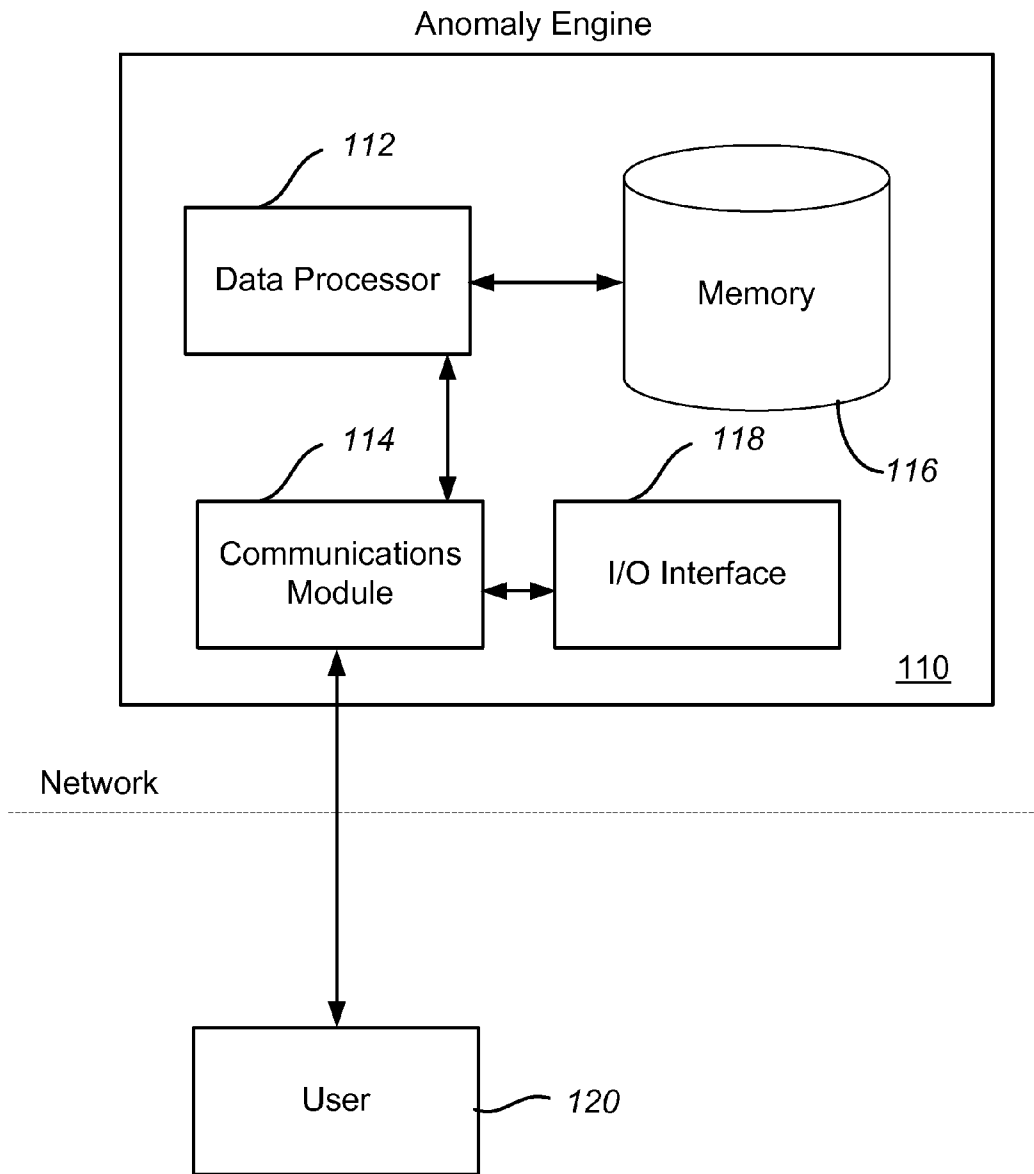 Anomaly Engine
112
Data Processor
Memory
114
118
116
Communications
Module
I/O Interface
110
Network
User
120